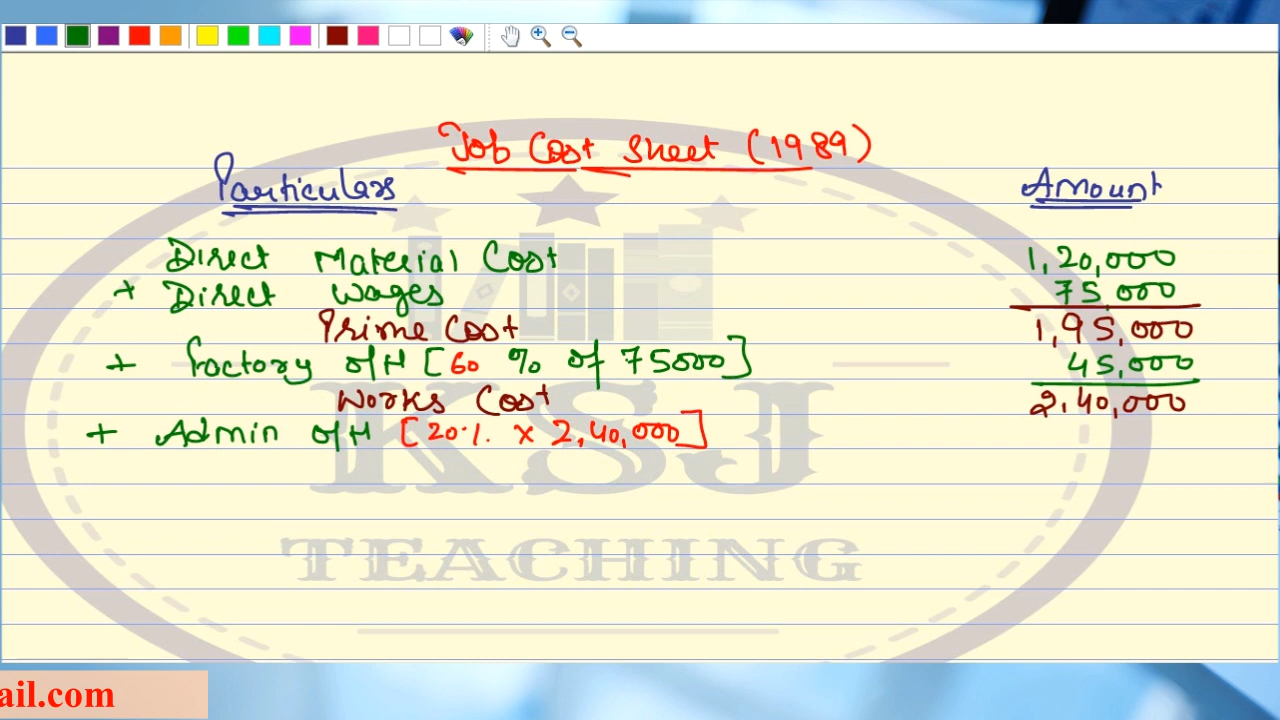 Job Cost Sheet (1989)
Particulars Amount
Direct Material Cost 1,20,000
+ Direct wages 75,000
Prime Cost 1,95,000
+ Factory o/H [60 % of 75000] 45,000
Works Cost 2,40,000
+ Admin o/H [20% x 2,40,000]
KSJ
TEACHING
ail.com